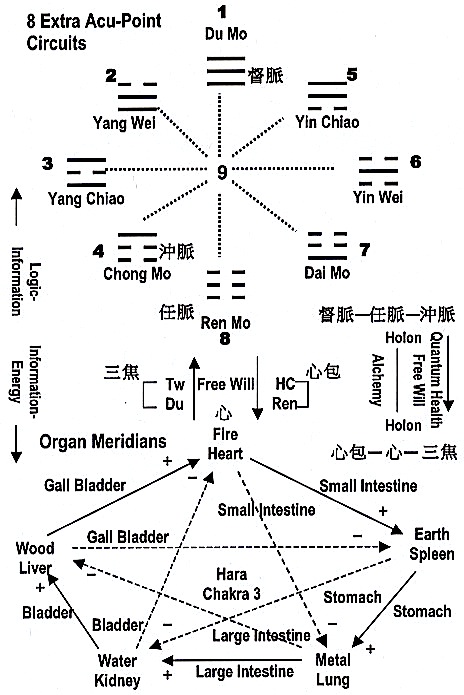 8 Extra Acu-Point
Circuits
1
Du Mo
督脈
2
Yang Wei
5
Yin Chiao
3
Yang Chiao
9
6
Yin Wei
4
沖脈
Chong Mo
7
Dai Mo
任脈
Ren Mo
8
Logic-
Information
Information-
Energy
督脈—任脈—沖脈
Holon
Alchemy
Free Will
Quantum Health
Holon
心包—心—三焦
三焦
Tw
Du
Free Will
HC
Ren
心包
心
Organ Meridians
Fire
Heart
+
−
Gall Bladder
Small Intestine
+
Small Intestine
Gall Bladder
−
Earth
Spleen
Wood
Liver
+
−
Hara
Chakra 3
Stomach
Stomach
Bladder
Bladder
−
−
Large Intestine
Water
Kidney
+
Large Intestine
Metal
Lung
+